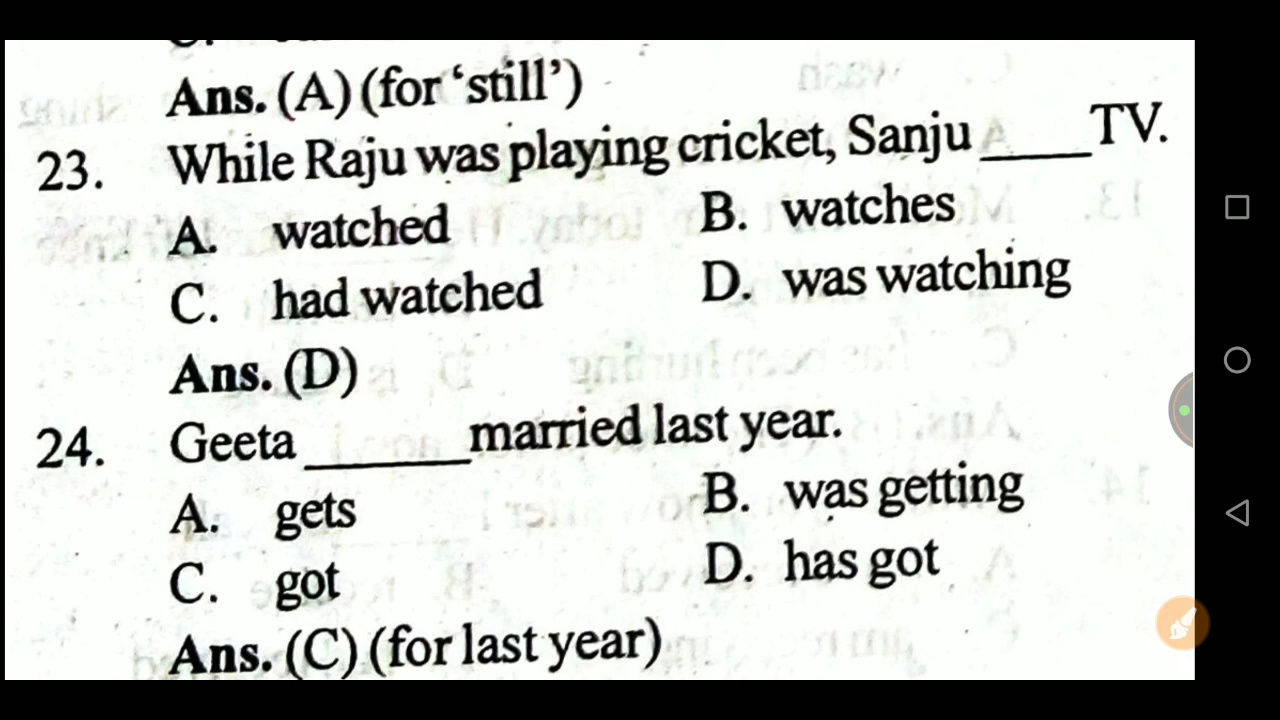 Ans. (A) (for ‘still’)
23. While Raju was playing cricket, Sanju ____ TV.
A. watched B. watches
C. had watched D. was watching
Ans. (D)
24. Geeta ______ married last year.
A. gets B. was getting
C. got D. has got
Ans. (C) (for last year)